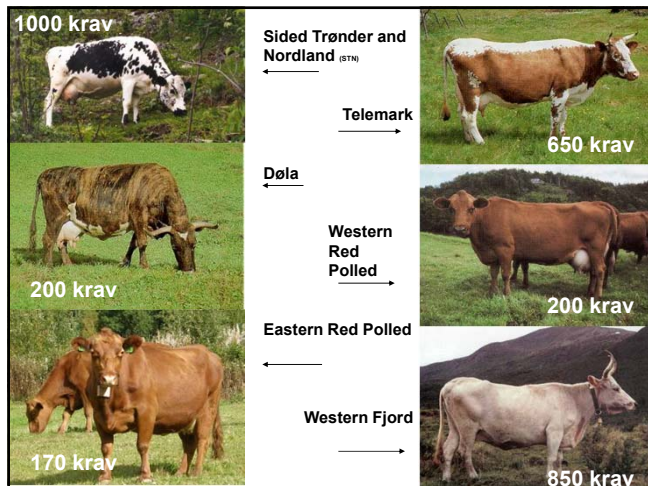 1000 krav
Sided Trønder and
Nordland (STN)
Telemark
650 krav
Døla
200 krav
Western
Red
Polled
200 krav
Eastern Red Polled
170 krav
Western Fjord
850 krav